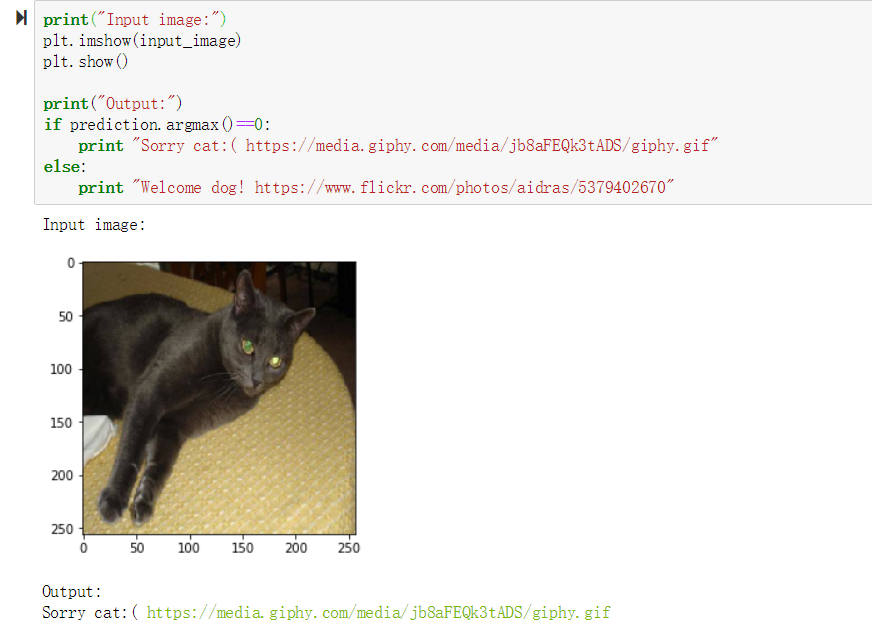 print("Input image:")
plt.imshow(input_image)
plt.show()
print("Output:")
if prediction.argmax()==0:
    print "Sorry cat:( https://media.giphy.com/media/jb8aFEQk3tADS/giphy.gif"
else:
    print "Welcome dog! https://www.flickr.com/photos/aidras/5379402670"
Input image:
0
50
100
150
200
250
0 50 100 150 200 250
Output:
Sorry cat:( https://media.giphy.com/media/jb8aFEQk3tADS/giphy.gif